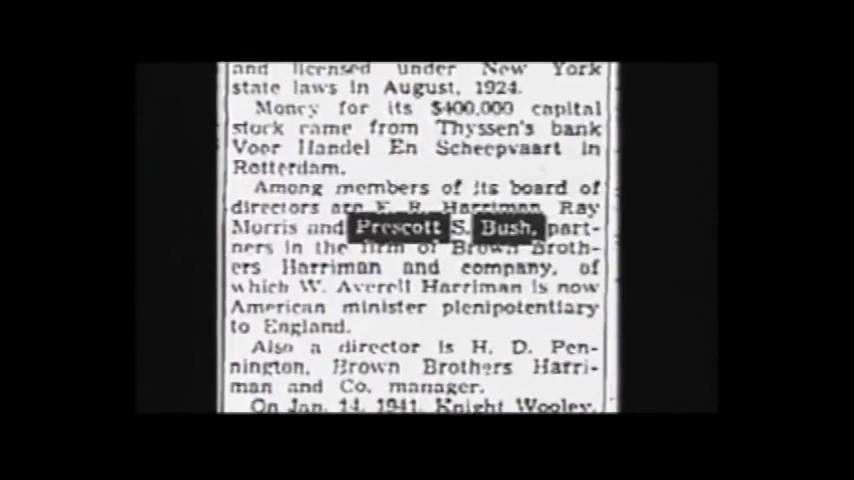 and licensed under New York
state laws in August, 1924.
Money for its $400,000 capital
stock came from Thyssen's bank
Voor Handel En Scheepvaart in
Rotterdam.
Among members of its board of
directors are E. R. Harriman, Ray
Morris and Prescott S. Bush, part-
ners in the firm of Brown Broth-
ers Harriman and company, of
which W. Averell Harriman is now
American minister plenipotentiary
to England.
Also a director is H. D. Pen-
nington, Brown Brothers Harri-
man and Co. manager.
On Jan. 14, 1941, Knight Wooley,